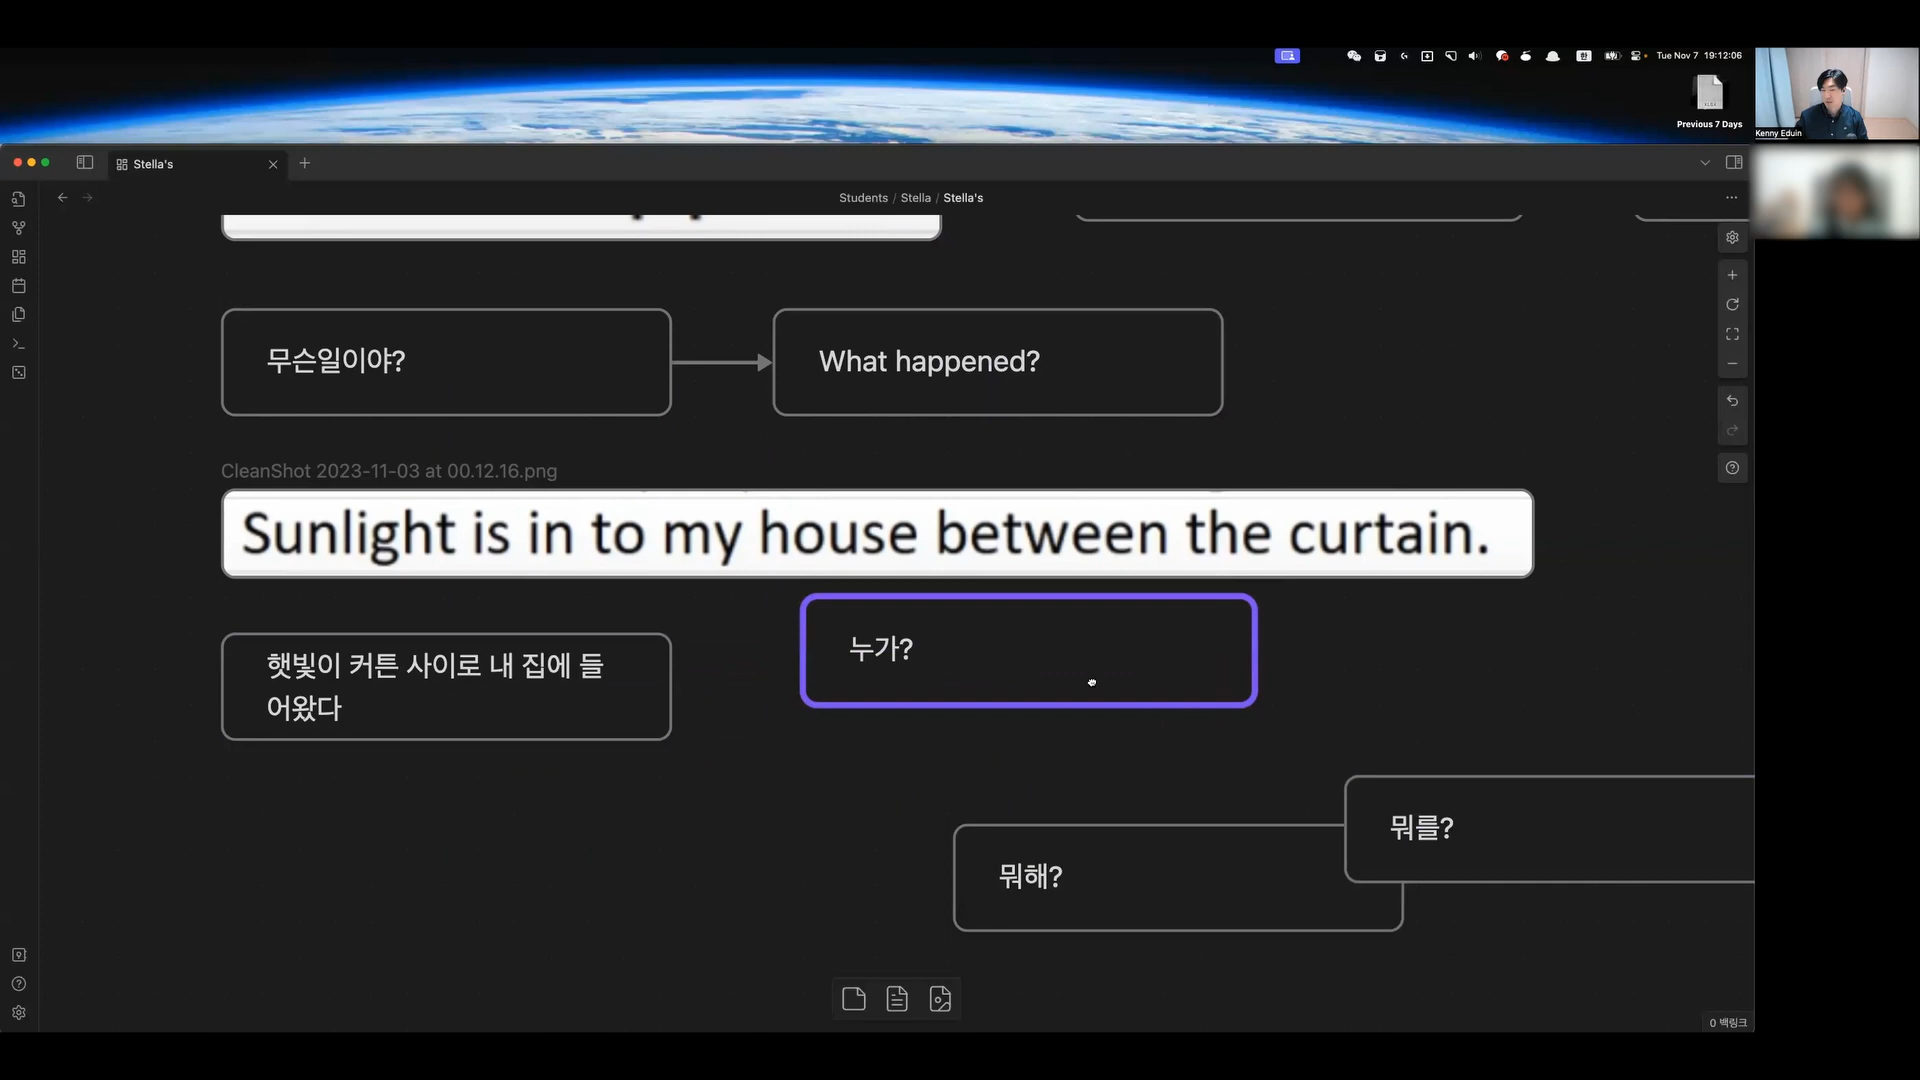 Tue Nov 7 19:12:06
Previous 7 Days
Kenny Eduin
Stella's
Students / Stella / Stella's
무슨일이야?
What happened?
CleanShot 2023-11-03 at 00.12.16.png
Sunlight is in to my house between the curtain.
누가?
햇빛이 커튼 사이로 내 집에 들
어왔다
뭐를?
뭐해?
0 백링크